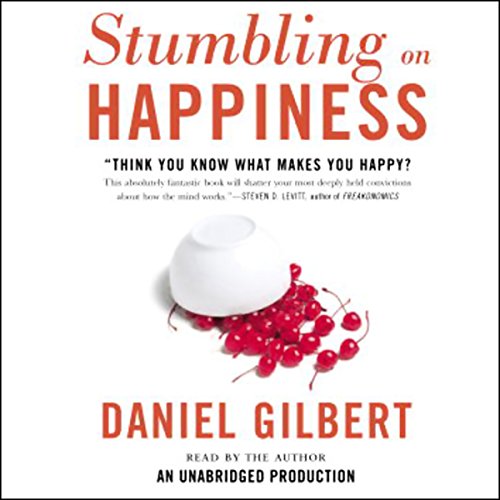 Stumbling on
HAPPINESS
“THINK YOU KNOW WHAT MAKES YOU HAPPY?
This absolutely fantastic book will shatter your most deeply held convictions
about how the mind works.”—STEVEN D. LEVITT, author of FREAKONOMICS
DANIEL GILBERT
READ BY THE AUTHOR
AN UNABRIDGED PRODUCTION